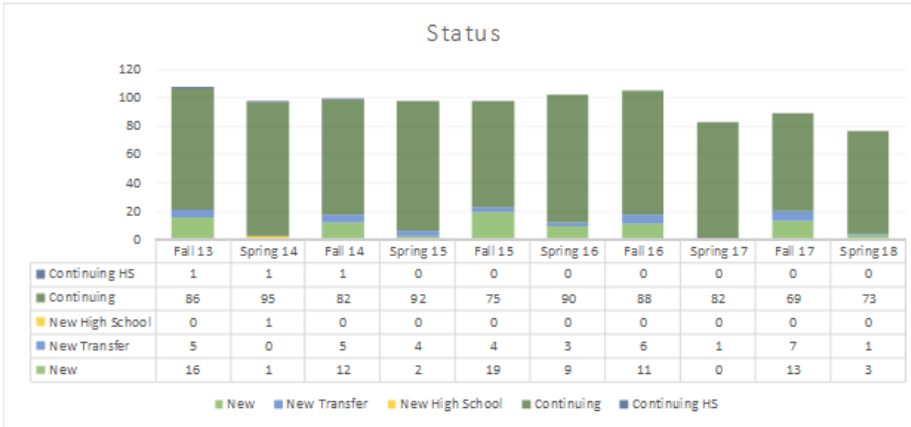 Status
120
100
80
60
40
20
0
Fall 13 Spring 14 Fall 14 Spring 15 Fall 15 Spring 16 Fall 16 Spring 17 Fall 17 Spring 18
Continuing HS 1 1 1 0 0 0 0 0 0 0
Continuing 86 95 82 92 75 90 88 82 69 73
New High School 0 1 0 0 0 0 0 0 0 0
New Transfer 5 0 5 4 4 3 6 1 7 1
New 16 1 12 2 19 9 11 0 13 3
New New Transfer New High School Continuing Continuing HS